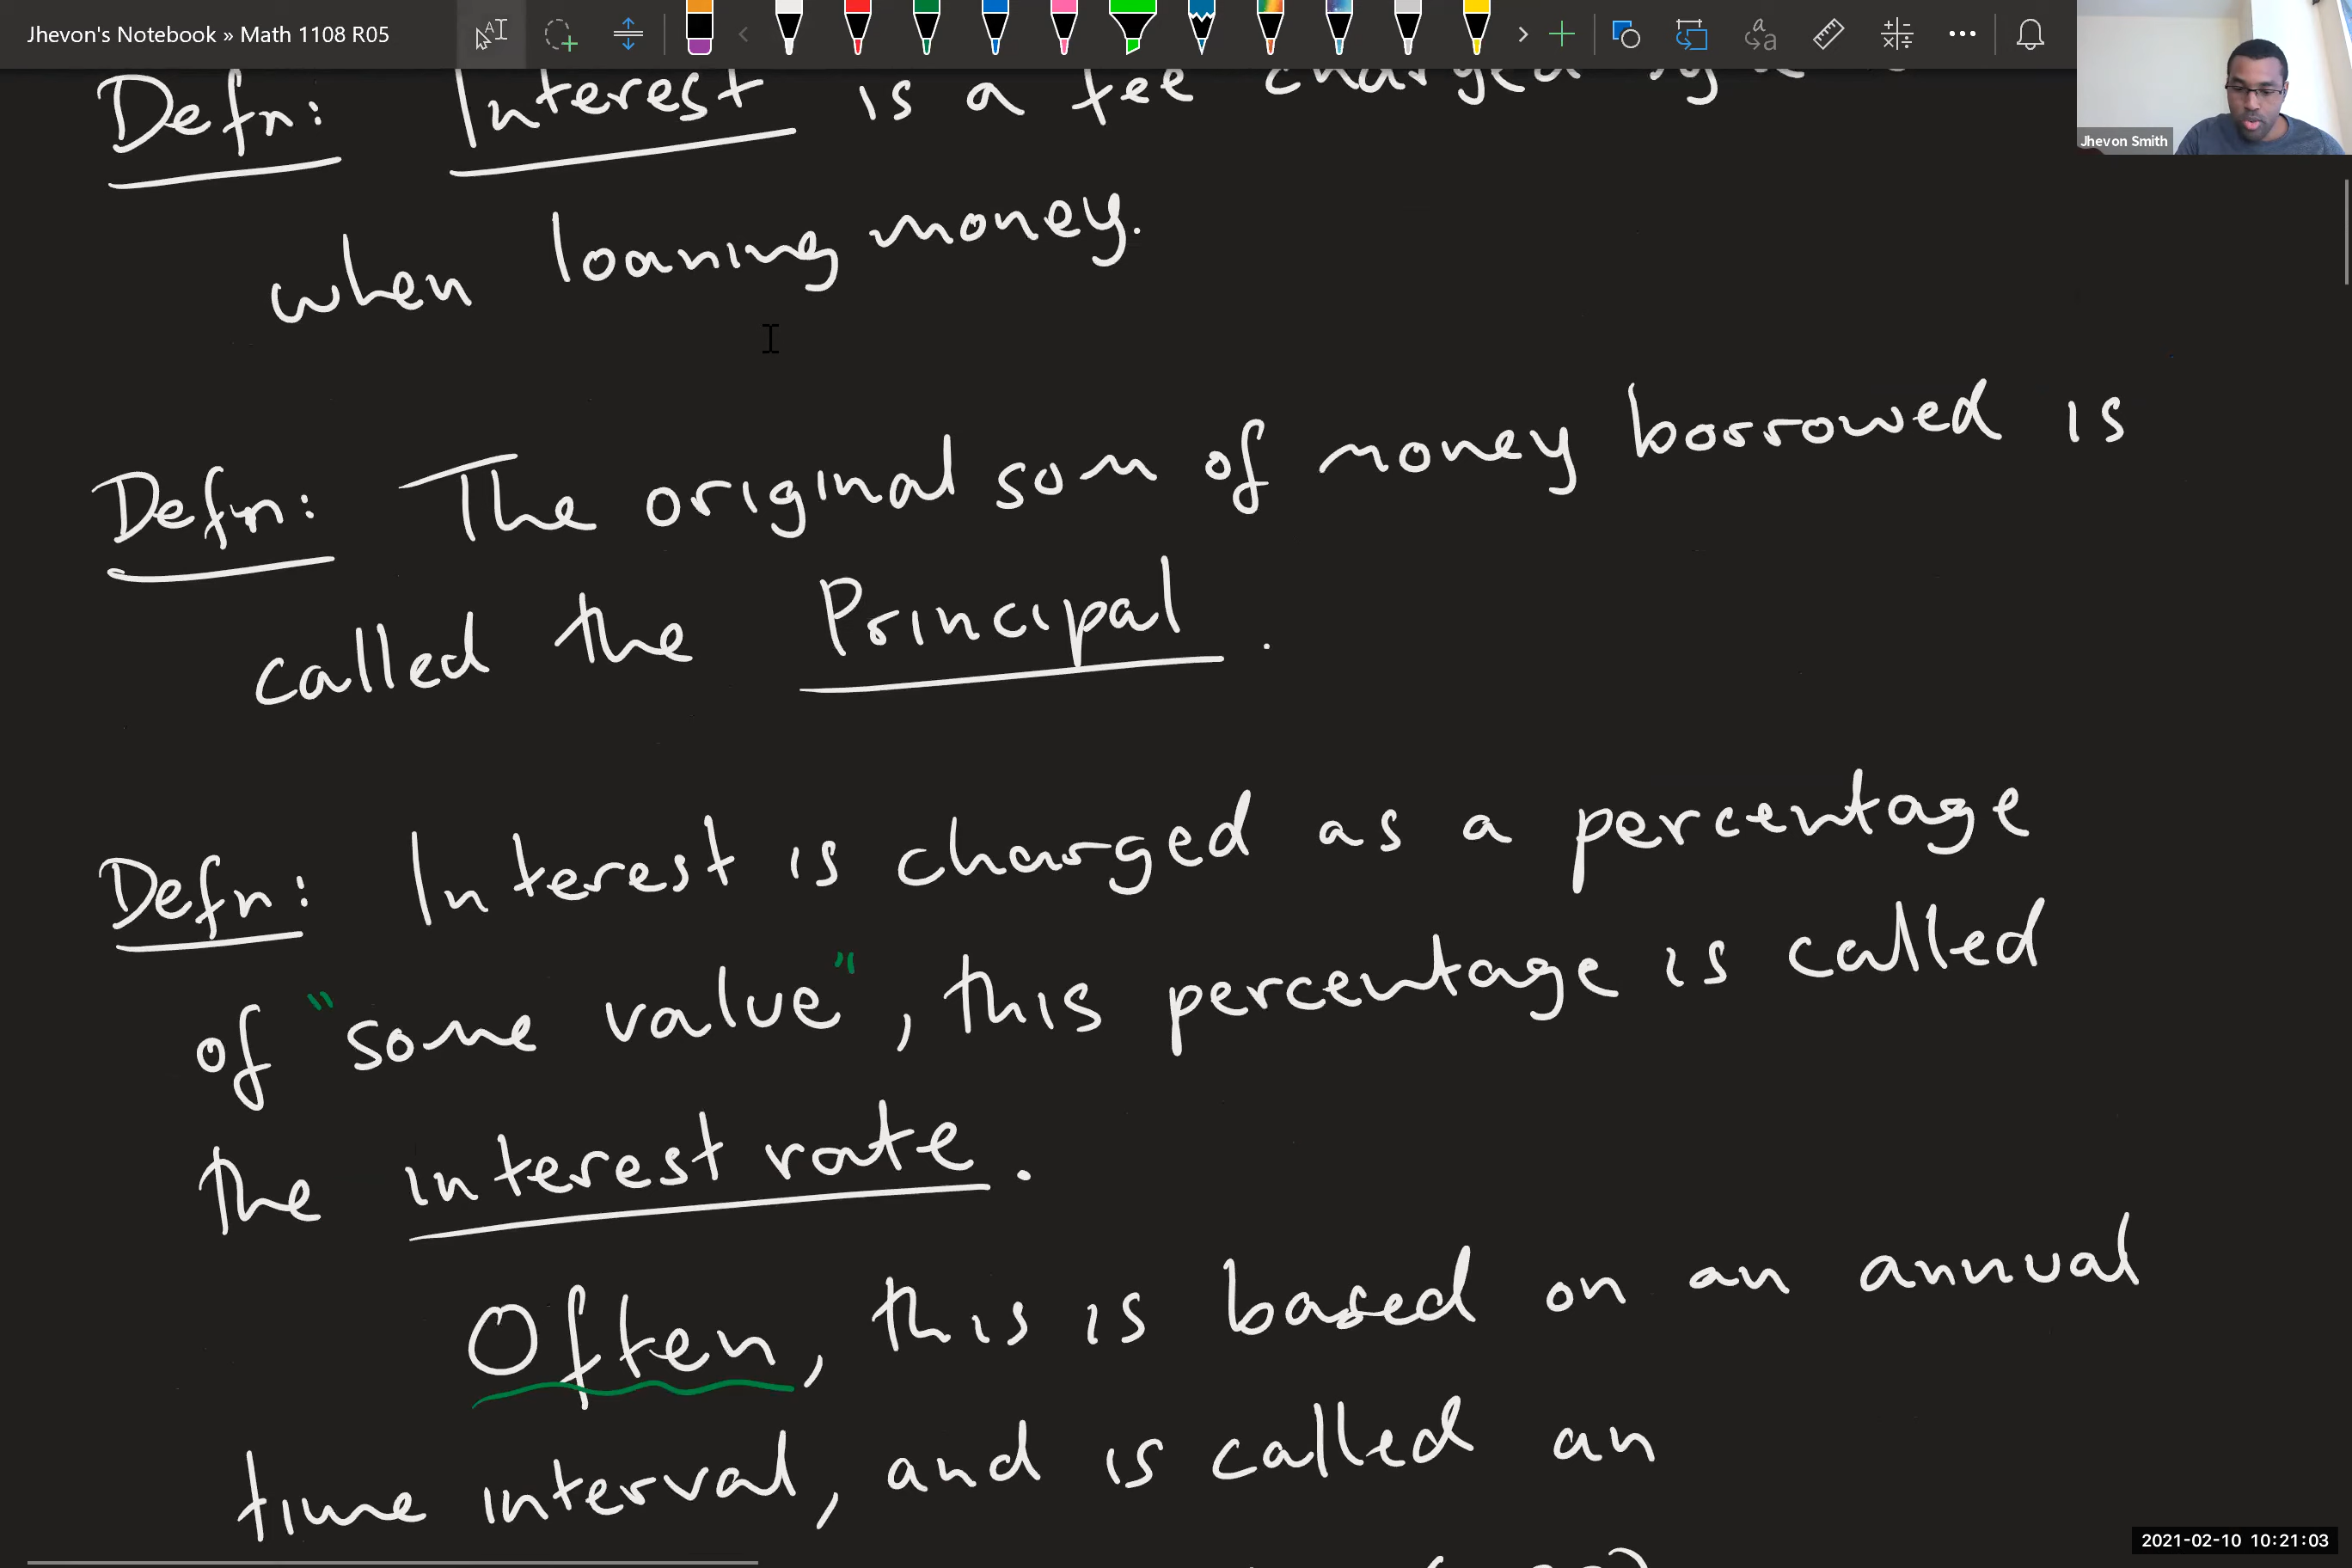 Jhevon's Notebook » Math 1108 R05
Jhevon Smith
Defn: Interest is a fee charged by
when loaning money.
Defn: The original som of money borrowed is
called the Principal.
Defn: Interest is charged as a percentage
of "some value", this percentage is called
the interest rate.
Often, this is based on an annual
time interval, and is called an
2021-02-10 10:21:03